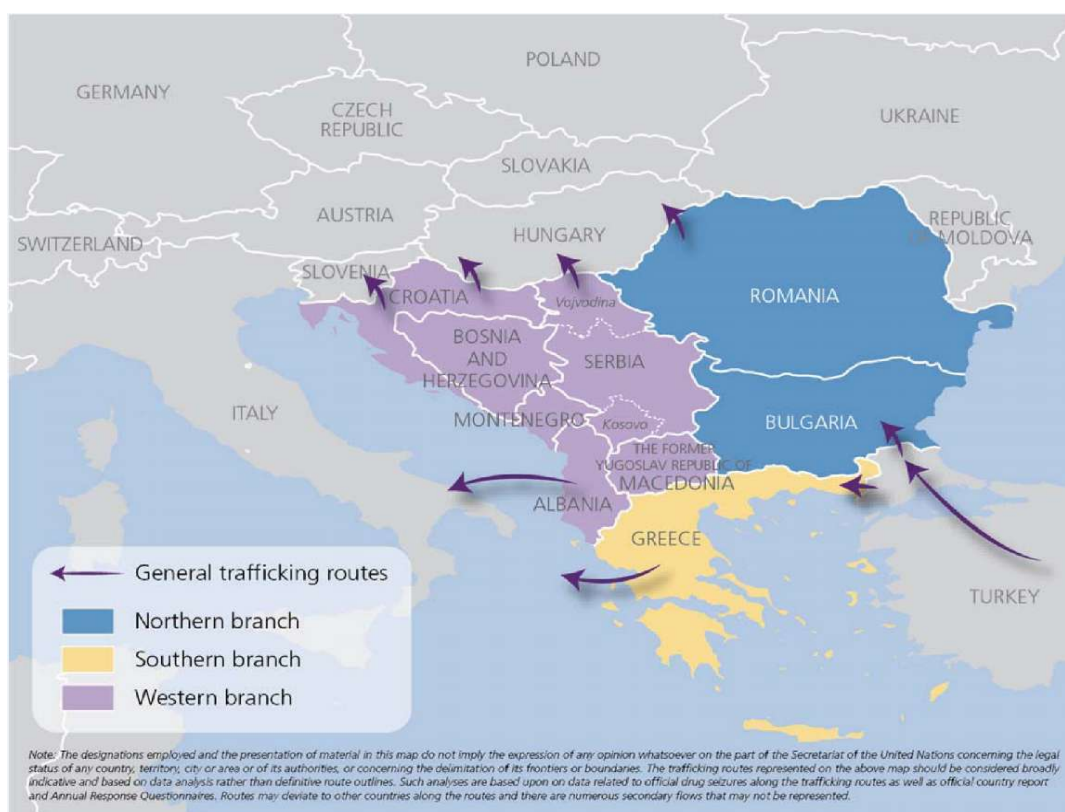 POLAND
GERMANY
CZECH
REPUBLIC
UKRAINE
SLOVAKIA
AUSTRIA
REPUBLIC
OF MOLDOVA
SWITZERLAND
HUNGARY
SLOVENIA
CROATIA
Vojvodina
ROMANIA
BOSNIA
AND
HERZEGOVINA
SERBIA
ITALY
MONTENEGRO
Kosovo
BULGARIA
THE FORMER
YUGOSLAV REPUBLIC OF
MACEDONIA
ALBANIA
GREECE
TURKEY
General trafficking routes
Northern branch
Southern branch
Western branch
Note: The designations employed and the presentation of material in this map do not imply the expression of any opinion whatsoever on the part of the Secretariat of the United Nations concerning the legal
status of any country, territory, city or area or of its authorities, or concerning the delimitation of its frontiers or boundaries. The trafficking routes represented on the above map should be considered broadly
indicative and based on data analysis rather than definitive route outlines. Such analyses are based upon on data related to official drug seizures along the trafficking routes as well as official country report
and Annual Response Questionnaires. Routes may deviate to other countries along the routes and there are numerous secondary flows that may not be represented.